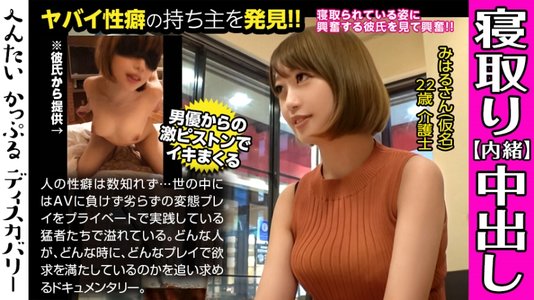 へんたい かっぷる ディスカバリー
ヤバイ性癖の持ち主を発見!!
※彼氏から提供→
寝取られている姿に
興奮する彼氏を見て興奮!!
みはるさん(仮名)
22歳 介護士
男優からの
激ピストンで
イキまくる
人の性癖は数知れず…世の中に
はAVに負けず劣らずの変態プレ
イをプライベートで実践している
猛者たちで溢れている。どんな人
が、どんな時に、どんなプレイで欲
求を満たしているのかを追い求め
るドキュメンタリー。
寝取り【内緒】中出し